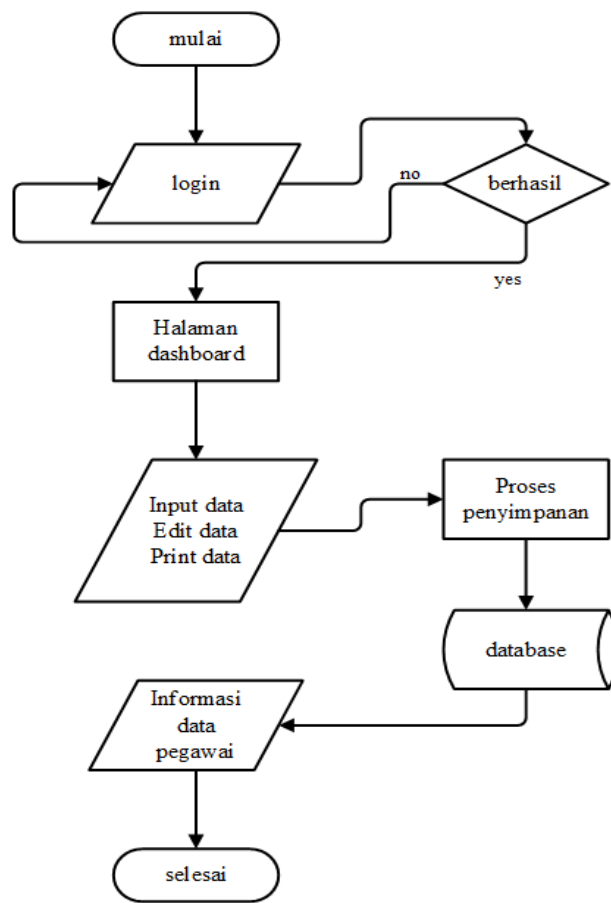 mulai
login
no
berhasil
yes
Halaman
dashboard
Input data
Edit data
Print data
Proses
penyimpanan
database
Informasi
data
pegawai
selesai